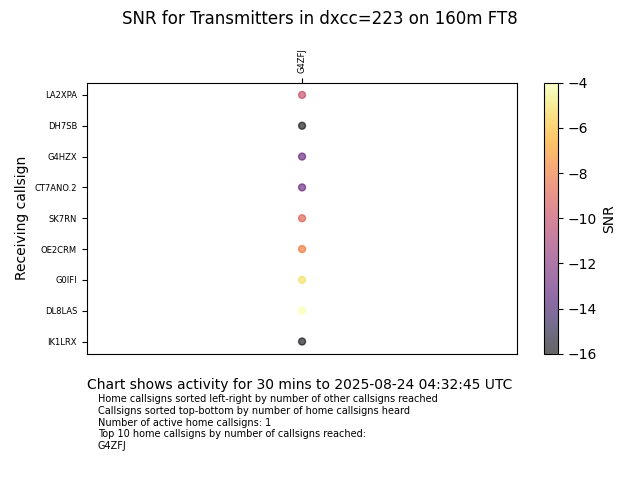 SNR for Transmitters in dxcc=223 on 160m FT8
G4ZFJ
LA2XPA
DH7SB
G4HZX
CT7ANO.2
SK7RN
OE2CRM
G0IFI
DL8LAS
IK1LRX
Receiving callsign
−4
−6
−8
−10
−12
−14
−16
SNR
Chart shows activity for 30 mins to 2025-08-24 04:32:45 UTC
Home callsigns sorted left-right by number of other callsigns reached
Callsigns sorted top-bottom by number of home callsigns heard
Number of active home callsigns: 1
Top 10 home callsigns by number of callsigns reached:
G4ZFJ